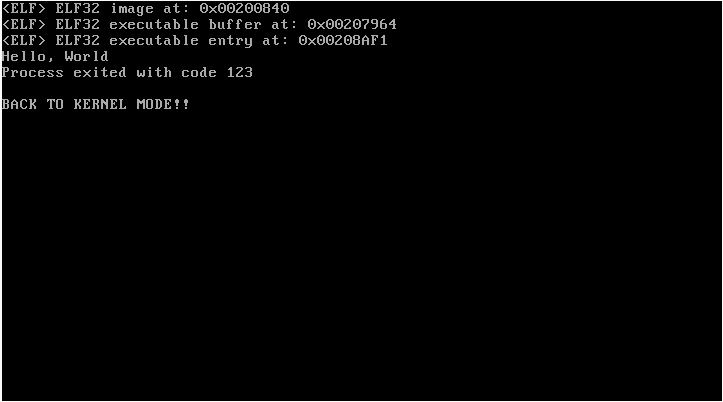 <ELF> ELF32 image at: 0x00200840
<ELF> ELF32 executable buffer at: 0x00207964
<ELF> ELF32 executable entry at: 0x00208AF1
Hello, World
Process exited with code 123
BACK TO KERNEL MODE!!